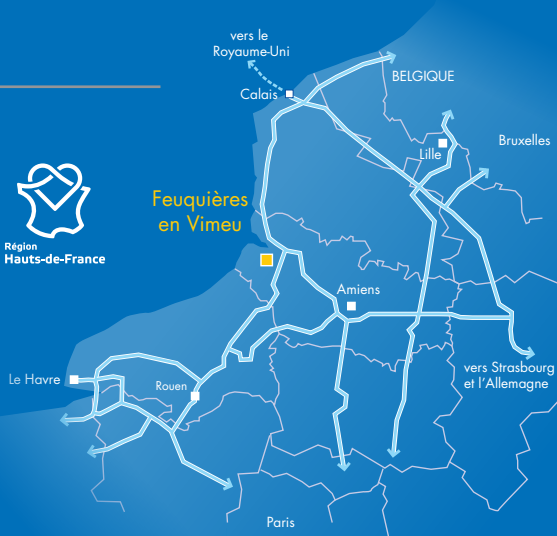 vers le
Royaume-Uni
BELGIQUE
Calais
Bruxelles
Lille
Feuquières
en Vimeu
Région
Hauts-de-France
Amiens
vers Strasbourg
et l'Allemagne
Le Havre
Rouen
Paris